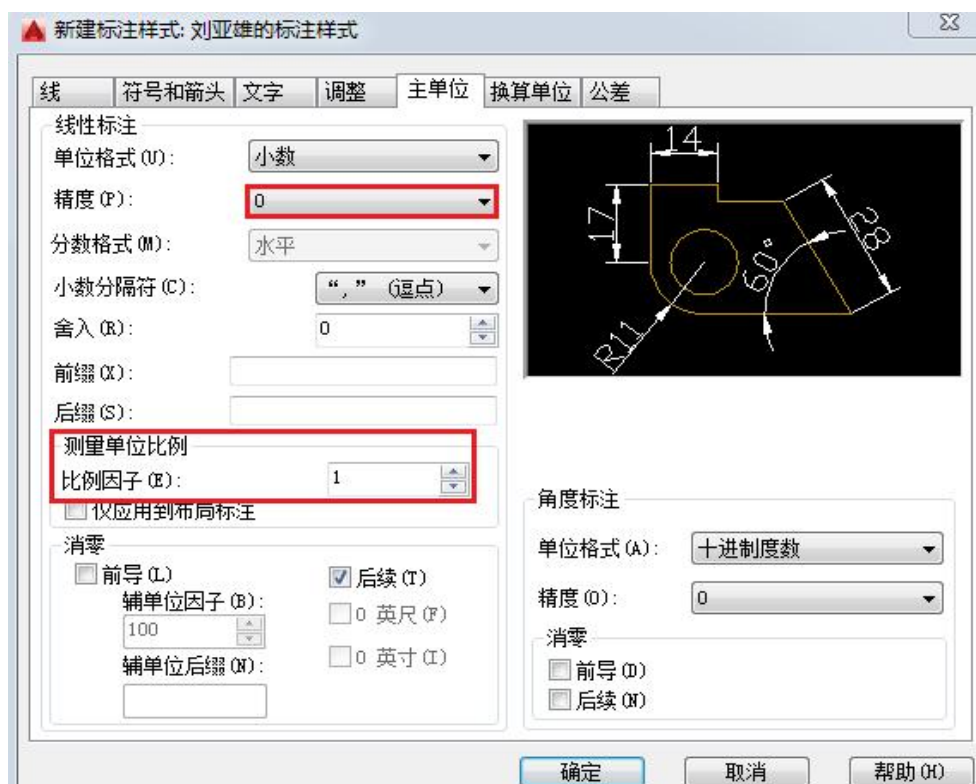 新建标注样式: 刘亚雄的标注样式
线 符号和箭头 文字 调整 主单位 换算单位 公差
线性标注
单位格式(U): 小数
精度(P): 0
分数格式(M): 水平
小数分隔符(C): “,” (逗点)
舍入(R): 0
前缀(X):
后缀(S):
测量单位比例
比例因子(E): 1
仅应用到布局标注
消零
前导(L) 后续(T)
辅单位因子(B): 0 英尺(F)
100
辅单位后缀(N): 0 英寸(I)
14
17
28
60°
R11
角度标注
单位格式(A): 十进制度数
精度(O): 0
消零
前导(D)
后续(N)
确定 取消 帮助(H)